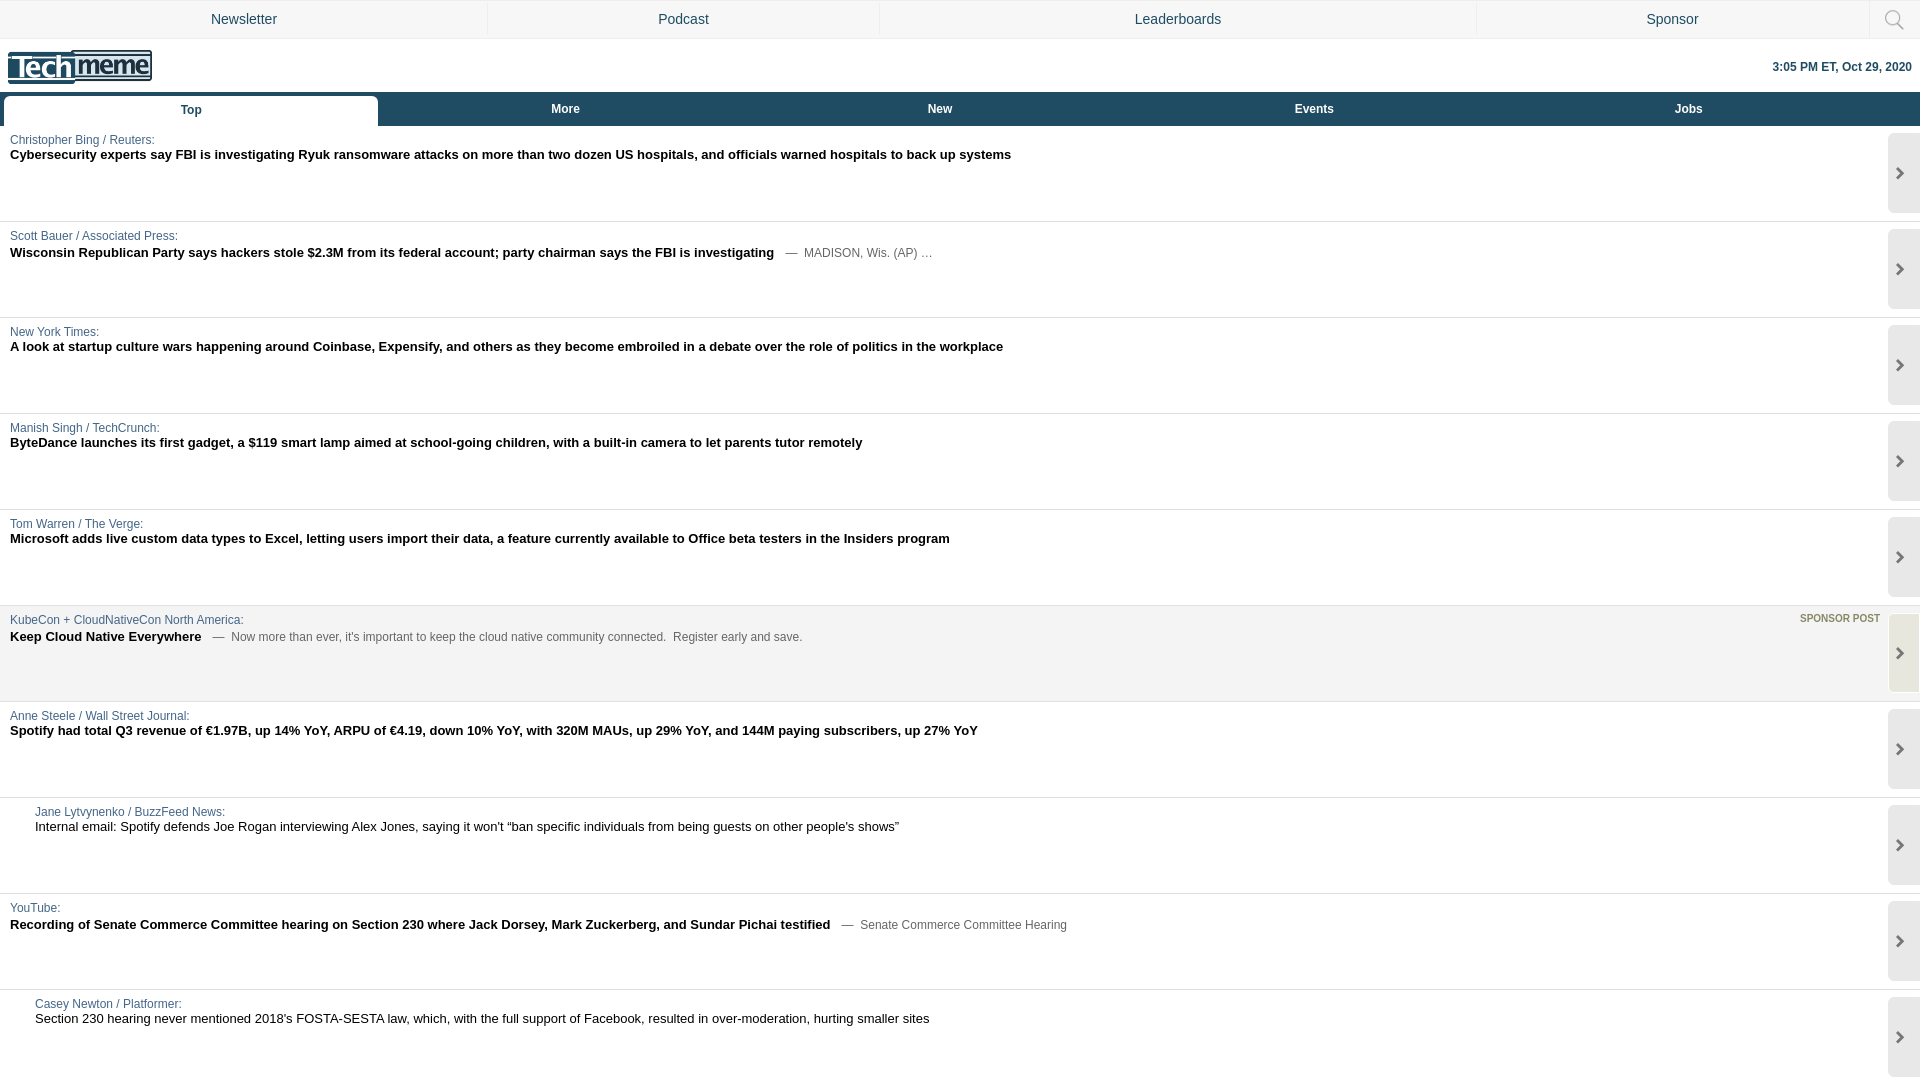 Newsletter
Podcast
Leaderboards
Sponsor
Techmeme
3:05 PM ET, Oct 29, 2020
Top
More
New
Events
Jobs
Christopher Bing / Reuters:
Cybersecurity experts say FBI is investigating Ryuk ransomware attacks on more than two dozen US hospitals, and officials warned hospitals to back up systems
Scott Bauer / Associated Press:
Wisconsin Republican Party says hackers stole $2.3M from its federal account; party chairman says the FBI is investigating — MADISON, Wis. (AP) …
New York Times:
A look at startup culture wars happening around Coinbase, Expensify, and others as they become embroiled in a debate over the role of politics in the workplace
Manish Singh / TechCrunch:
ByteDance launches its first gadget, a $119 smart lamp aimed at school-going children, with a built-in camera to let parents tutor remotely
Tom Warren / The Verge:
Microsoft adds live custom data types to Excel, letting users import their data, a feature currently available to Office beta testers in the Insiders program
KubeCon + CloudNativeCon North America:
SPONSOR POST
Keep Cloud Native Everywhere — Now more than ever, it's important to keep the cloud native community connected. Register early and save.
Anne Steele / Wall Street Journal:
Spotify had total Q3 revenue of €1.97B, up 14% YoY, ARPU of €4.19, down 10% YoY, with 320M MAUs, up 29% YoY, and 144M paying subscribers, up 27% YoY
Jane Lytvynenko / BuzzFeed News:
Internal email: Spotify defends Joe Rogan interviewing Alex Jones, saying it won't “ban specific individuals from being guests on other people's shows”
YouTube:
Recording of Senate Commerce Committee hearing on Section 230 where Jack Dorsey, Mark Zuckerberg, and Sundar Pichai testified — Senate Commerce Committee Hearing
Casey Newton / Platformer:
Section 230 hearing never mentioned 2018's FOSTA-SESTA law, which, with the full support of Facebook, resulted in over-moderation, hurting smaller sites